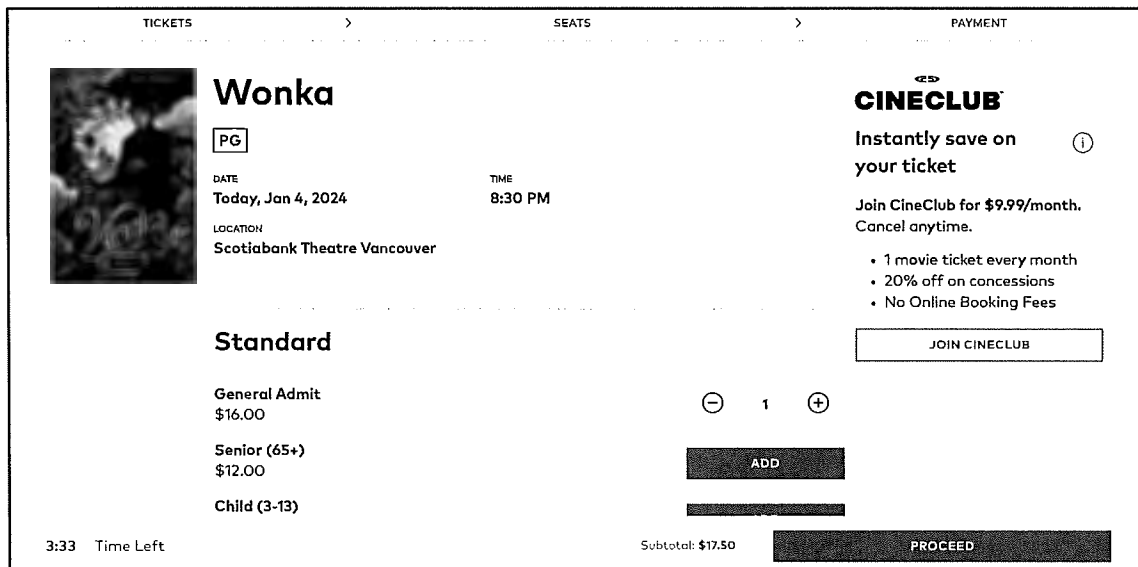 TICKETS > SEATS > PAYMENT
Wonka
PG
DATE
Today, Jan 4, 2024
TIME
8:30 PM
LOCATION
Scotiabank Theatre Vancouver
CINECLUB
Instantly save on
your ticket
i
Join CineClub for $9.99/month.
Cancel anytime.
• 1 movie ticket every month
• 20% off on concessions
• No Online Booking Fees
JOIN CINECLUB
Standard
General Admit
$16.00
− 1 +
Senior (65+)
$12.00
ADD
Child (3-13)
3:33 Time Left
Subtotal: $17.50
PROCEED